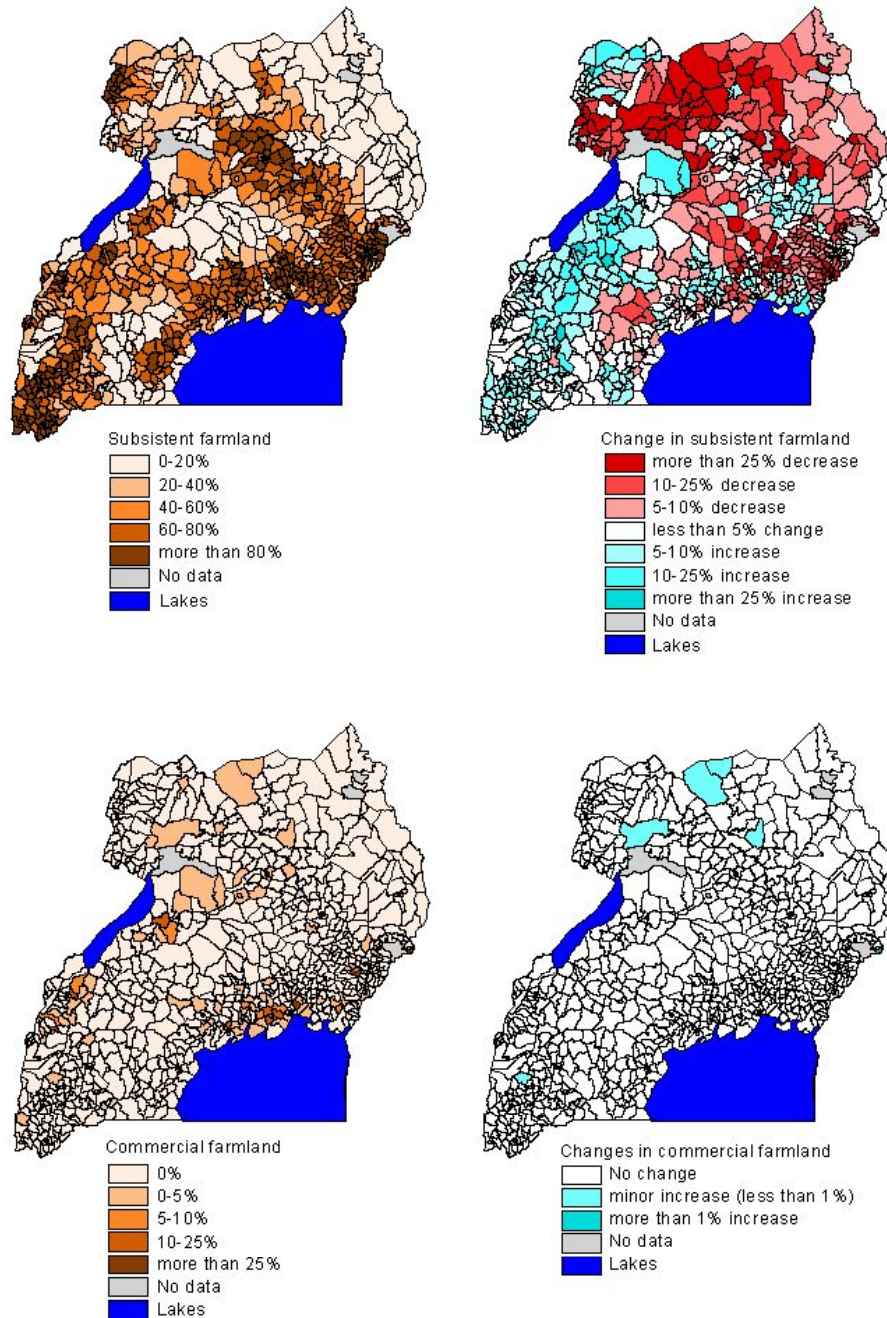 Subsistent farmland
0-20%
20-40%
40-60%
60-80%
more than 80%
No data
Lakes
Change in subsistent farmland
more than 25% decrease
10-25% decrease
5-10% decrease
less than 5% change
5-10% increase
10-25% increase
more than 25% increase
No data
Lakes
Commercial farmland
0%
0-5%
5-10%
10-25%
more than 25%
No data
Lakes
Changes in commercial farmland
No change
minor increase (less than 1%)
more than 1% increase
No data
Lakes